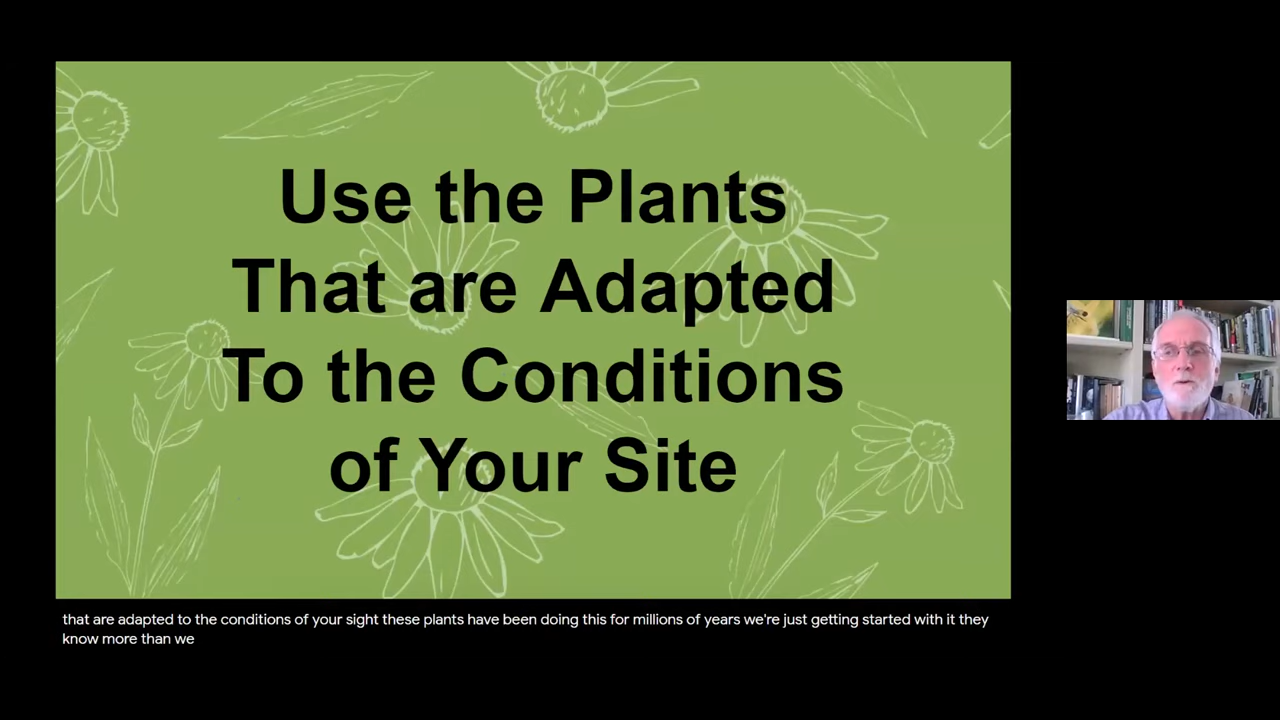 Use the Plants
That are Adapted
To the Conditions
of Your Site
that are adapted to the conditions of your sight these plants have been doing this for millions of years we're just getting started with it they
know more than we